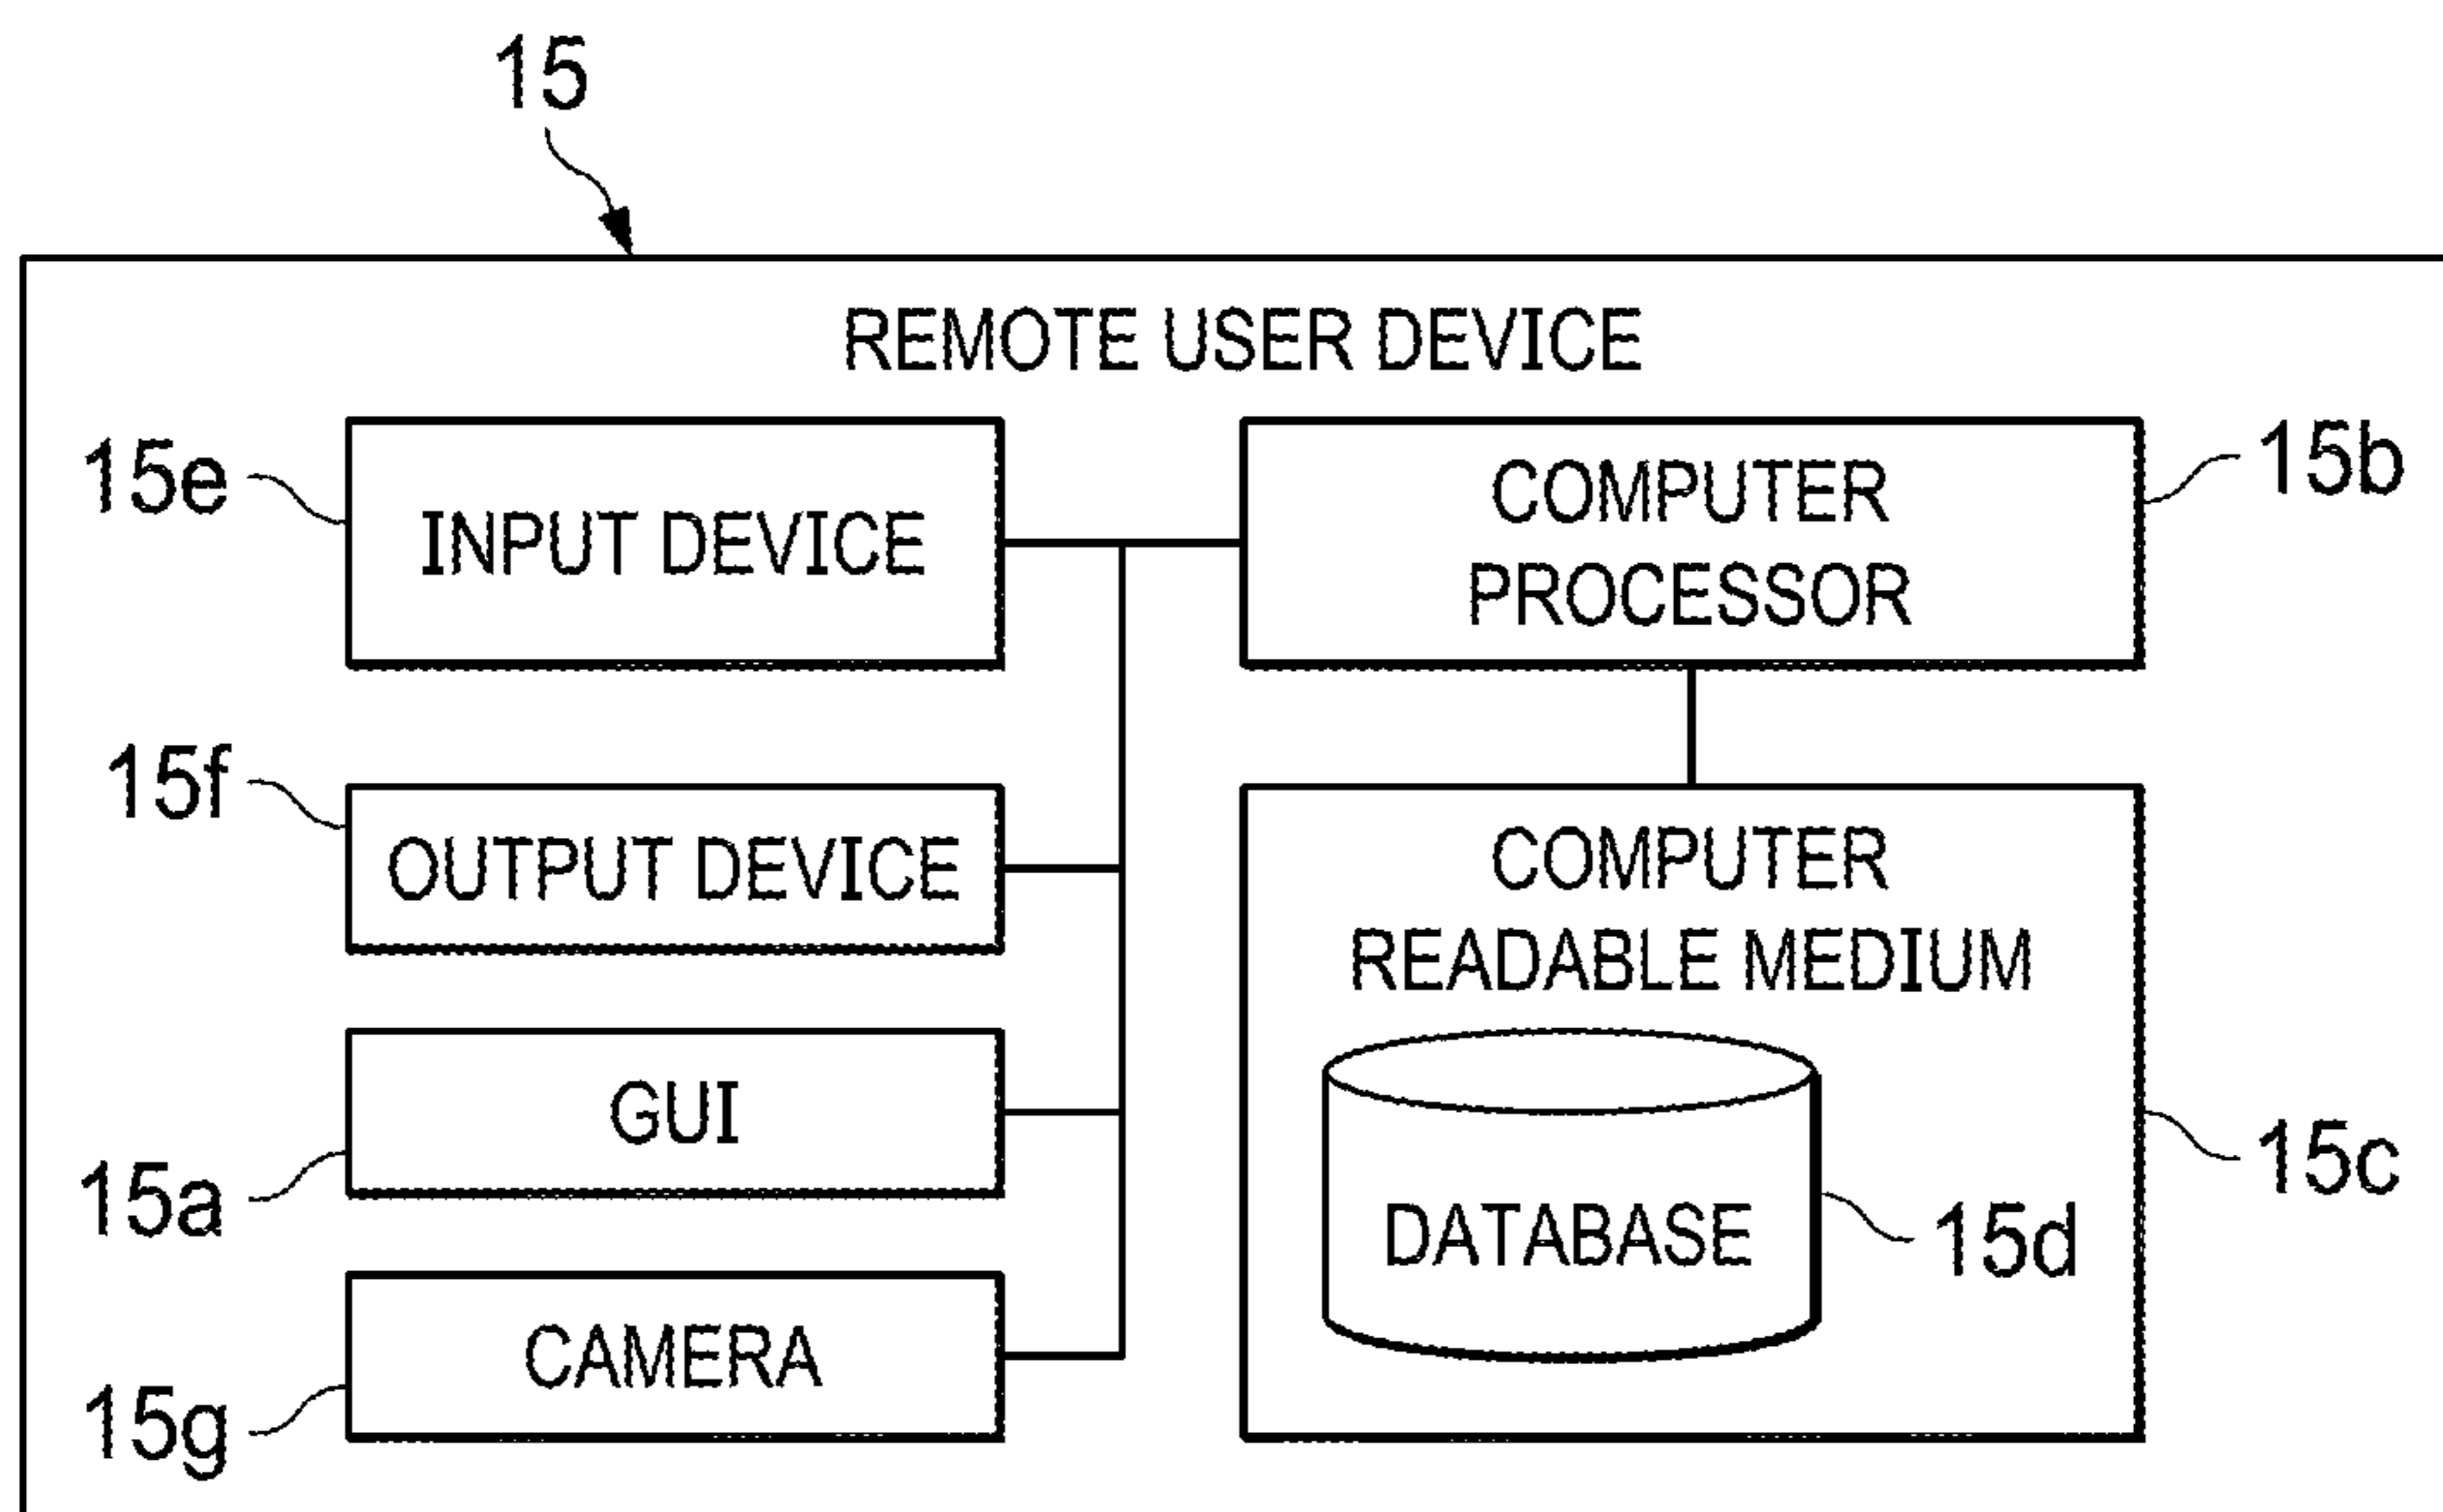 15
REMOTE USER DEVICE
15e
INPUT DEVICE
COMPUTER
PROCESSOR
15b
15f
OUTPUT DEVICE
COMPUTER
READABLE MEDIUM
15c
GUI
15a
DATABASE
15d
CAMERA
15g